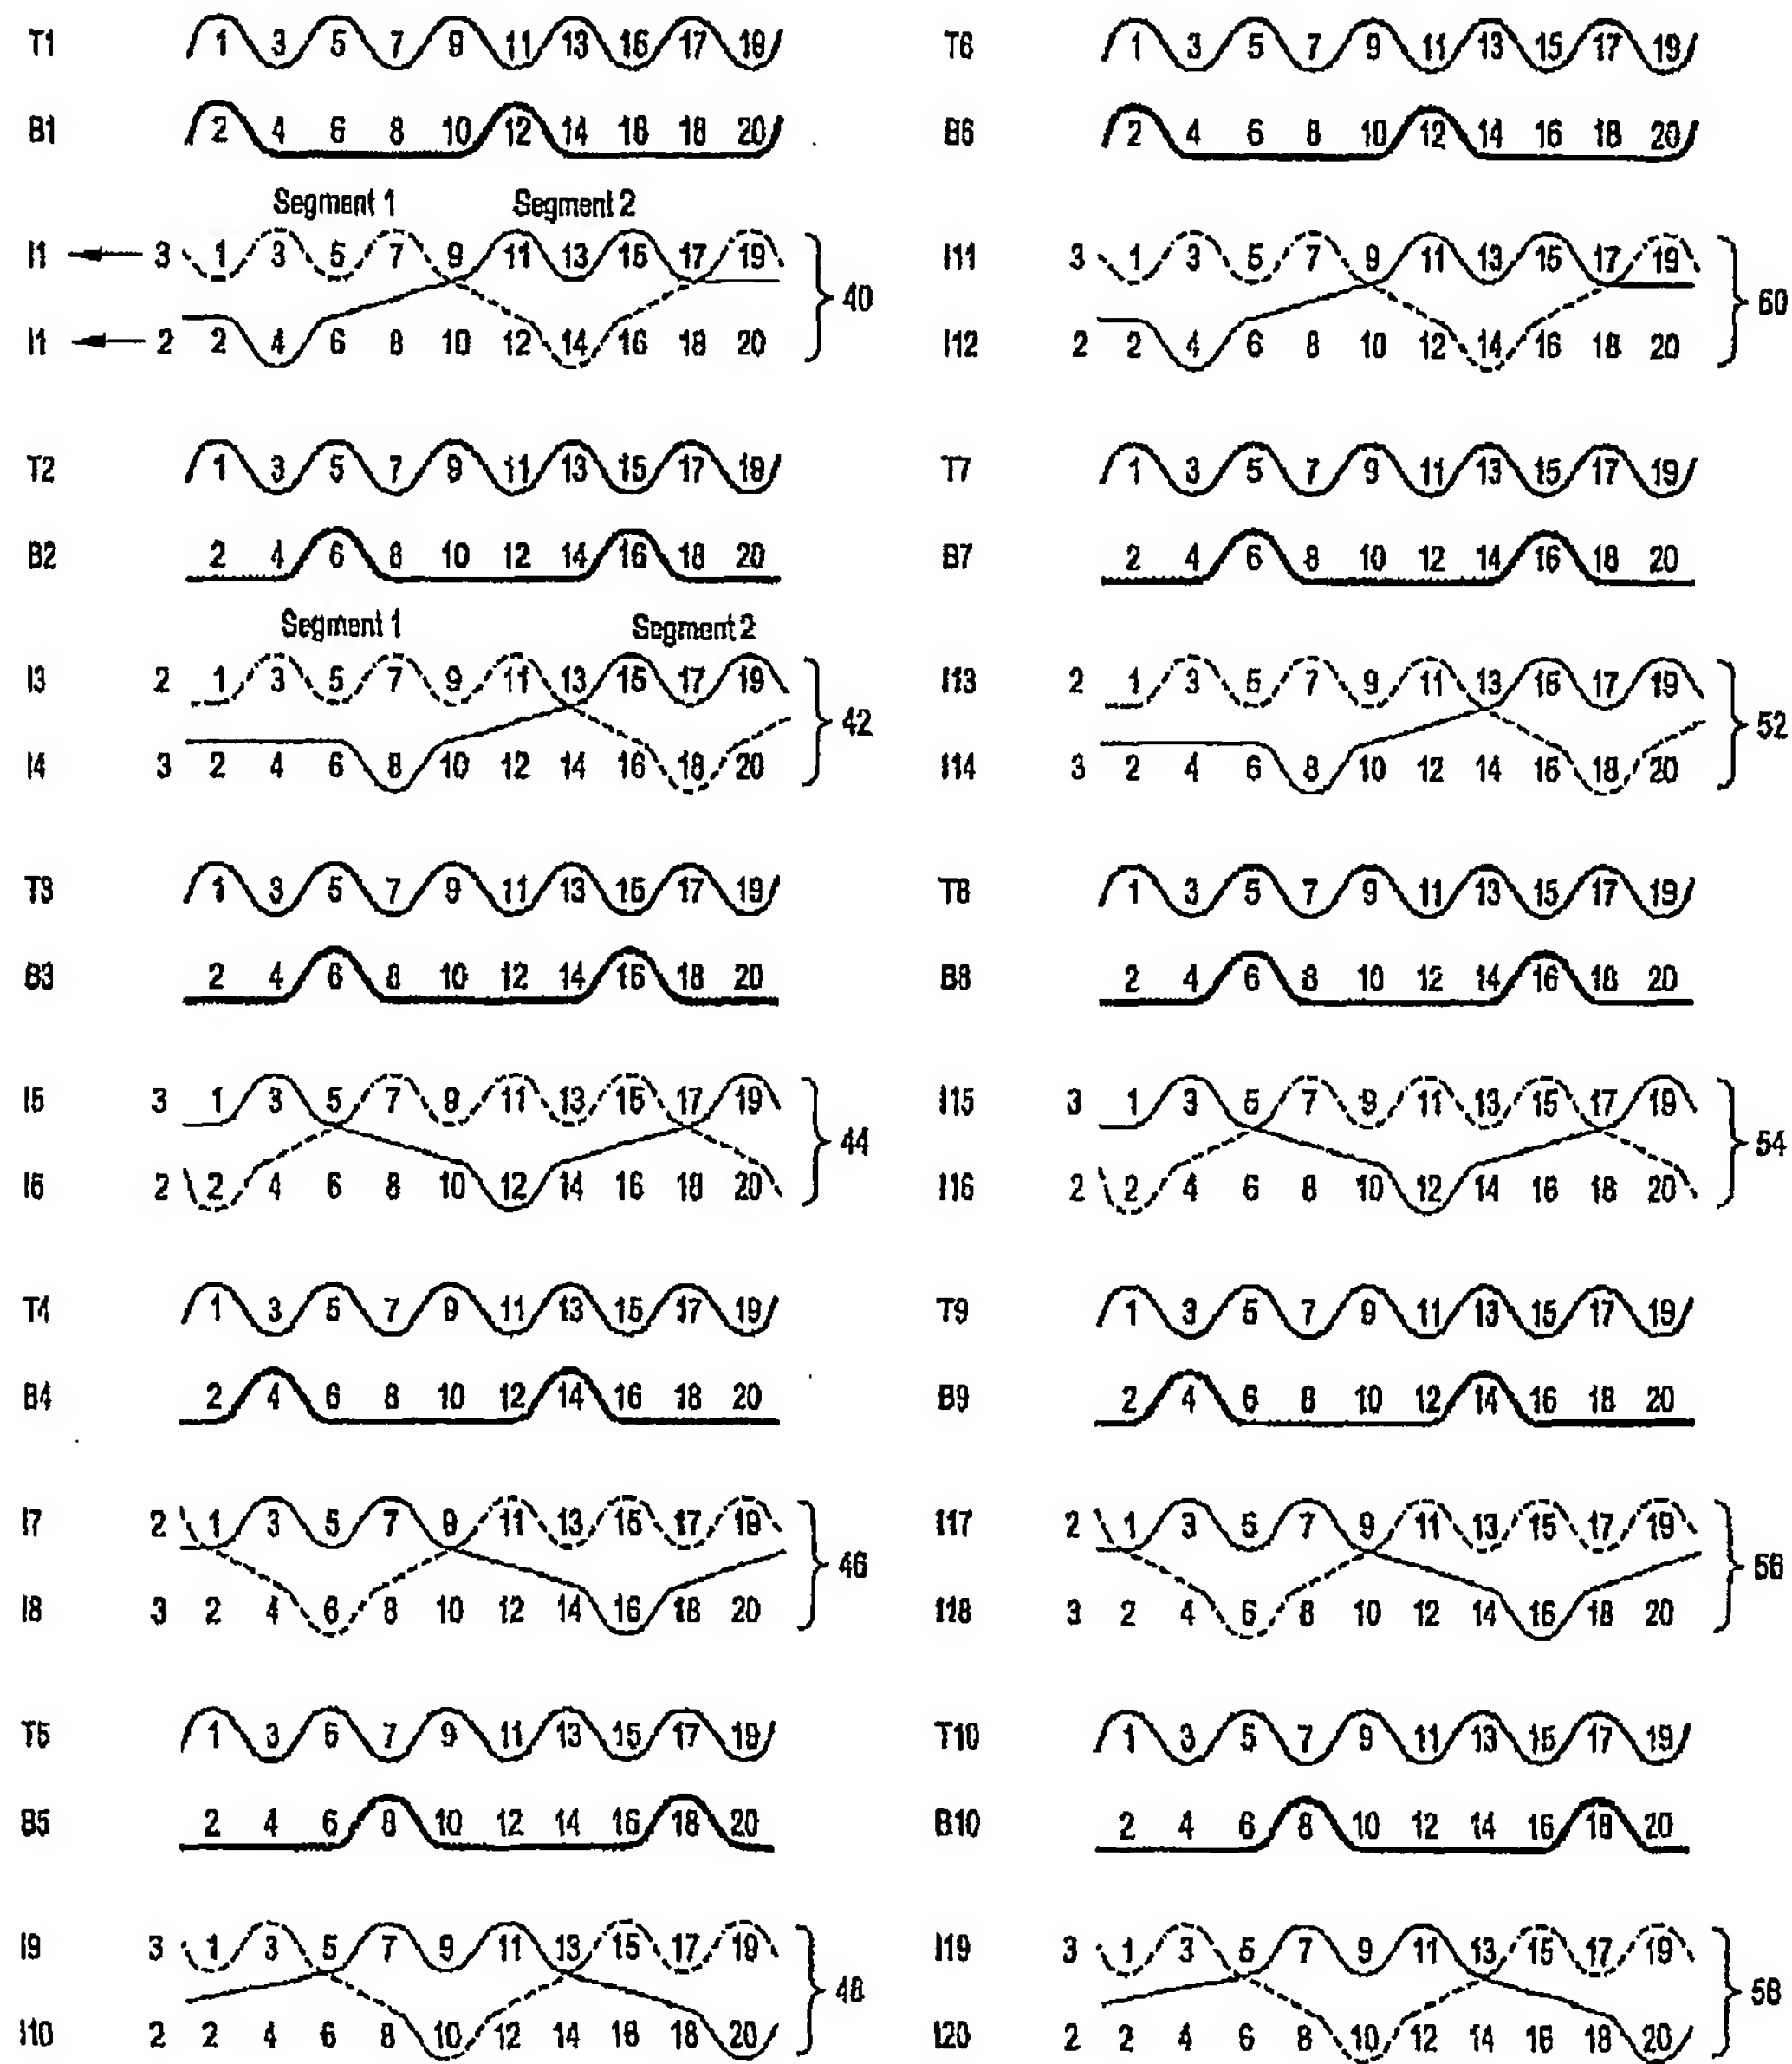 T1 1 3 5 7 9 11 13 15 17 19
B1 2 4 6 8 10 12 14 16 18 20
Segment 1 Segment 2
I1 3 1 3 5 7 9 11 13 15 17 19
40
I1 2 2 4 6 8 10 12 14 16 18 20
T2 1 3 5 7 9 11 13 15 17 19
B2 2 4 6 8 10 12 14 16 18 20
Segment 1 Segment 2
I3 2 1 3 5 7 9 11 13 15 17 19
42
I4 3 2 4 6 8 10 12 14 16 18 20
T3 1 3 5 7 9 11 13 15 17 19
B3 2 4 6 8 10 12 14 16 18 20
I5 3 1 3 5 7 9 11 13 15 17 19
44
I6 2 2 4 6 8 10 12 14 16 18 20
T4 1 3 5 7 9 11 13 15 17 19
B4 2 4 6 8 10 12 14 16 18 20
I7 2 1 3 5 7 9 11 13 15 17 19
46
I8 3 2 4 6 8 10 12 14 16 18 20
T5 1 3 5 7 9 11 13 15 17 19
B5 2 4 6 8 10 12 14 16 18 20
I9 3 1 3 5 7 9 11 13 15 17 19
48
I10 2 2 4 6 8 10 12 14 16 18 20
T6 1 3 5 7 9 11 13 15 17 19
B6 2 4 6 8 10 12 14 16 18 20
I11 3 1 3 5 7 9 11 13 15 17 19
50
I12 2 2 4 6 8 10 12 14 16 18 20
T7 1 3 5 7 9 11 13 15 17 19
B7 2 4 6 8 10 12 14 16 18 20
I13 2 1 3 5 7 9 11 13 15 17 19
52
I14 3 2 4 6 8 10 12 14 16 18 20
T8 1 3 5 7 9 11 13 15 17 19
B8 2 4 6 8 10 12 14 16 18 20
I15 3 1 3 5 7 9 11 13 15 17 19
54
I16 2 2 4 6 8 10 12 14 16 18 20
T9 1 3 5 7 9 11 13 15 17 19
B9 2 4 6 8 10 12 14 16 18 20
I17 2 1 3 5 7 9 11 13 15 17 19
56
I18 3 2 4 6 8 10 12 14 16 18 20
T10 1 3 5 7 9 11 13 15 17 19
B10 2 4 6 8 10 12 14 16 18 20
I19 3 1 3 5 7 9 11 13 15 17 19
58
I20 2 2 4 6 8 10 12 14 16 18 20